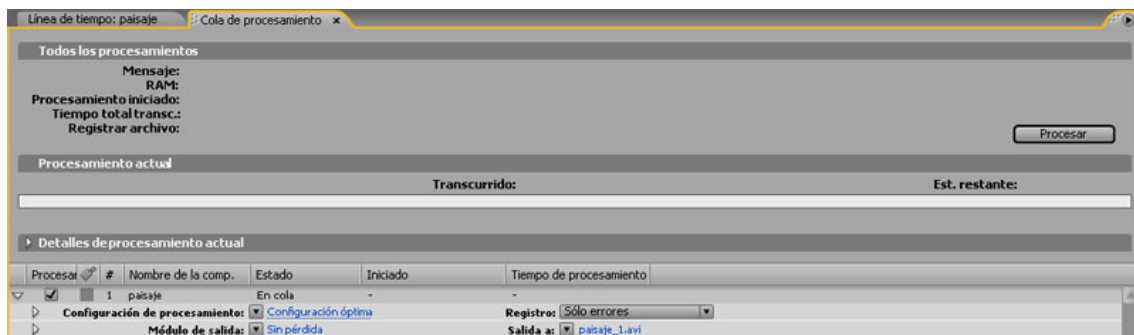 Línea de tiempo: paisaje Cola de procesamiento x
Todos los procesamientos
Mensaje:
RAM:
Procesamiento iniciado:
Tiempo total transc.:
Registrar archivo:
Procesar
Procesamiento actual
Transcurrido: Est. restante:
Detalles de procesamiento actual
Procesar # Nombre de la comp. Estado Iniciado Tiempo de procesamiento
1 paisaje En cola - -
Configuración de procesamiento: Configuración óptima Registro: Sólo errores
Módulo de salida: Sin pérdida Salida a: paisaje_1.avi